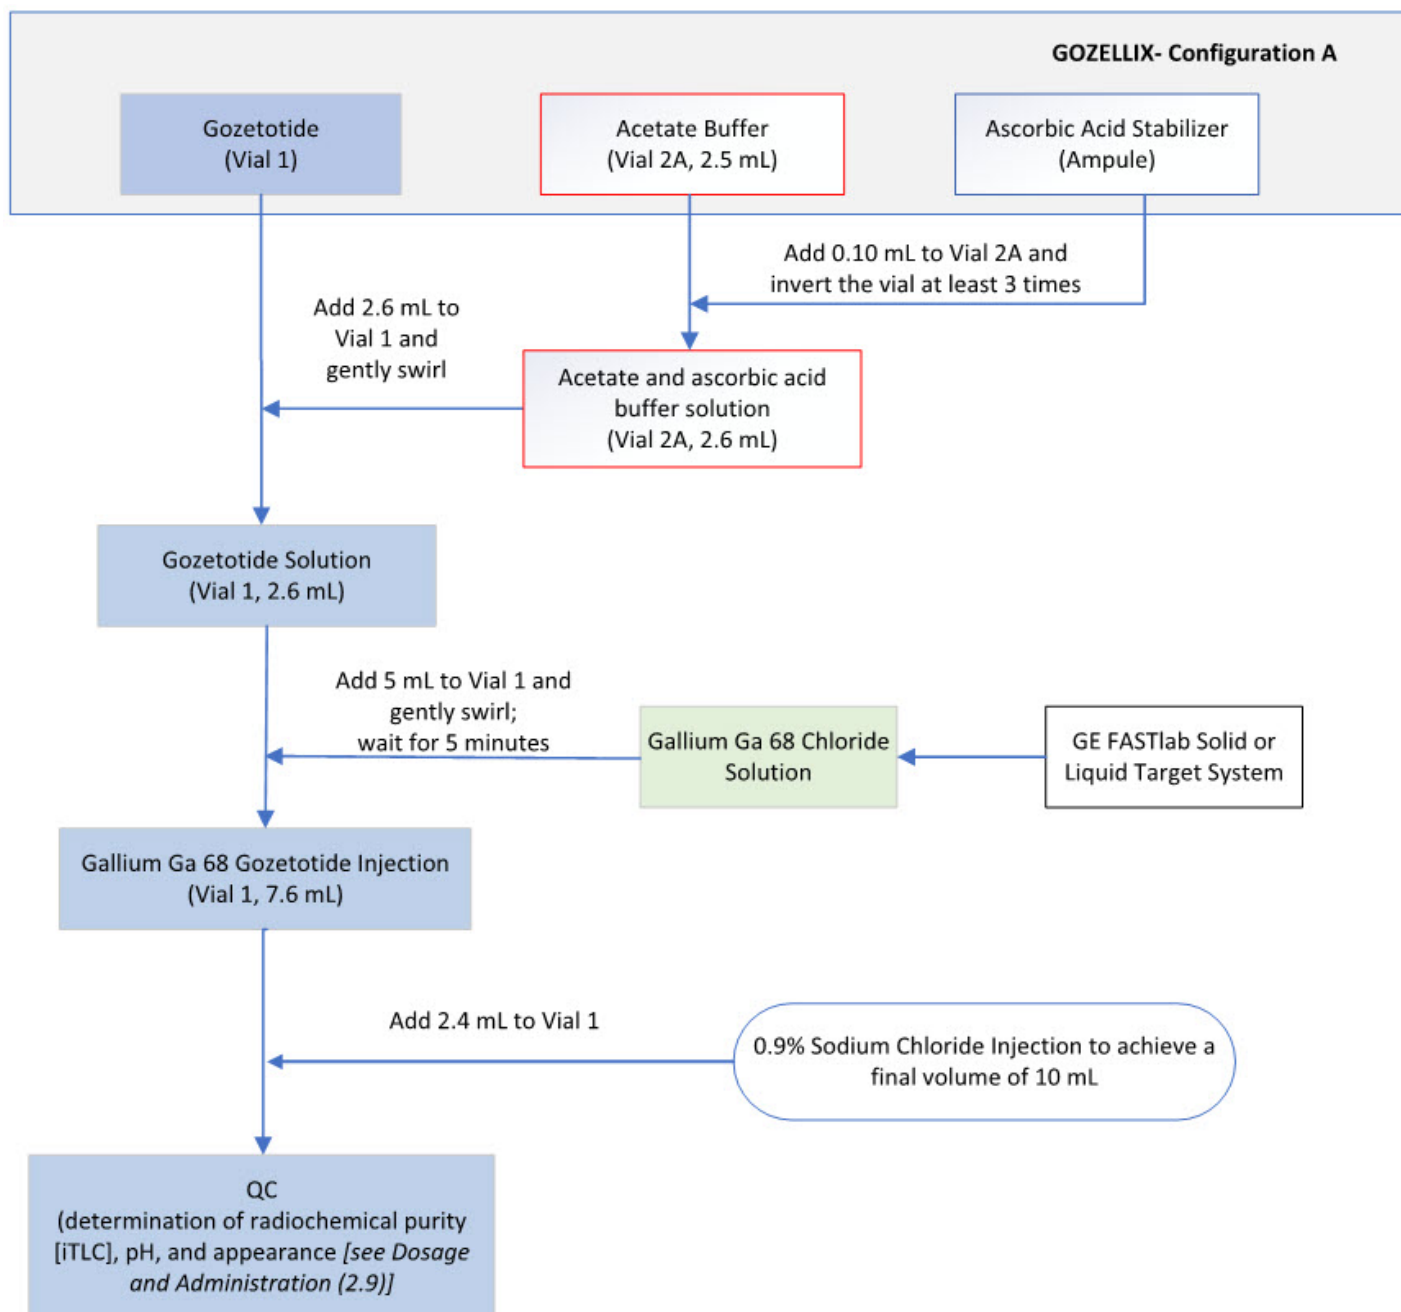 GOZELLIX- Configuration A
Gozetotide
(Vial 1)
Acetate Buffer
(Vial 2A, 2.5 mL)
Ascorbic Acid Stabilizer
(Ampule)
Add 0.10 mL to Vial 2A and
invert the vial at least 3 times
Add 2.6 mL to
Vial 1 and
gently swirl
Acetate and ascorbic acid
buffer solution
(Vial 2A, 2.6 mL)
Gozetotide Solution
(Vial 1, 2.6 mL)
Add 5 mL to Vial 1 and
gently swirl;
wait for 5 minutes
Gallium Ga 68 Chloride
Solution
GE FASTlab Solid or
Liquid Target System
Gallium Ga 68 Gozetotide Injection
(Vial 1, 7.6 mL)
Add 2.4 mL to Vial 1
0.9% Sodium Chloride Injection to achieve a
final volume of 10 mL
QC
(determination of radiochemical purity
[iTLC], pH, and appearance [see Dosage
and Administration (2.9)]